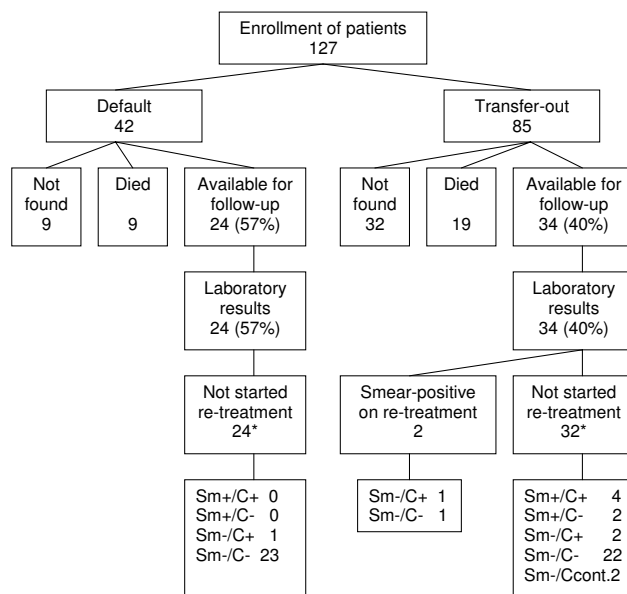 Enrollment of patients
127
Default
42
Transfer-out
85
Not
found
9
Died
9
Available for
follow-up
24 (57%)
Not
found
32
Died
19
Available for
follow-up
34 (40%)
Laboratory
results
24 (57%)
Laboratory
results
34 (40%)
Not started
re-treatment
24*
Smear-positive
on re-treatment
2
Not started
re-treatment
32*
Sm+/C+ 0
Sm+/C- 0
Sm-/C+ 1
Sm-/C- 23
Sm-/C+ 1
Sm-/C- 1
Sm+/C+ 4
Sm+/C- 2
Sm-/C+ 2
Sm-/C- 22
Sm-/Ccont.2